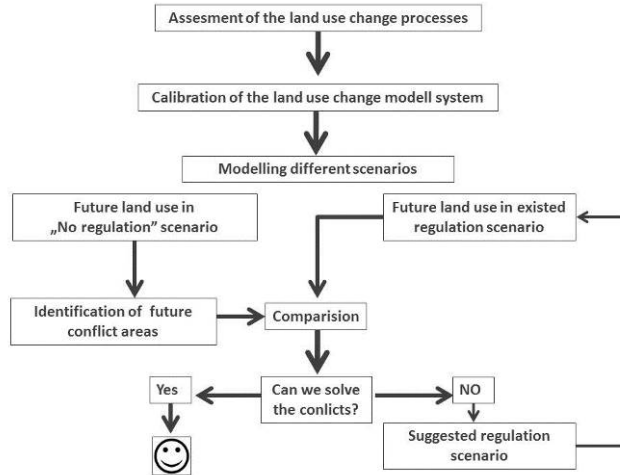 Assesment of the land use change processes
Calibration of the land use change modell system
Modelling different scenarios
Future land use in
„No regulation” scenario
Future land use in existed
regulation scenario
Identification of future
conflict areas
Comparision
Yes
Can we solve
the conlicts?
NO
Suggested regulation
scenario